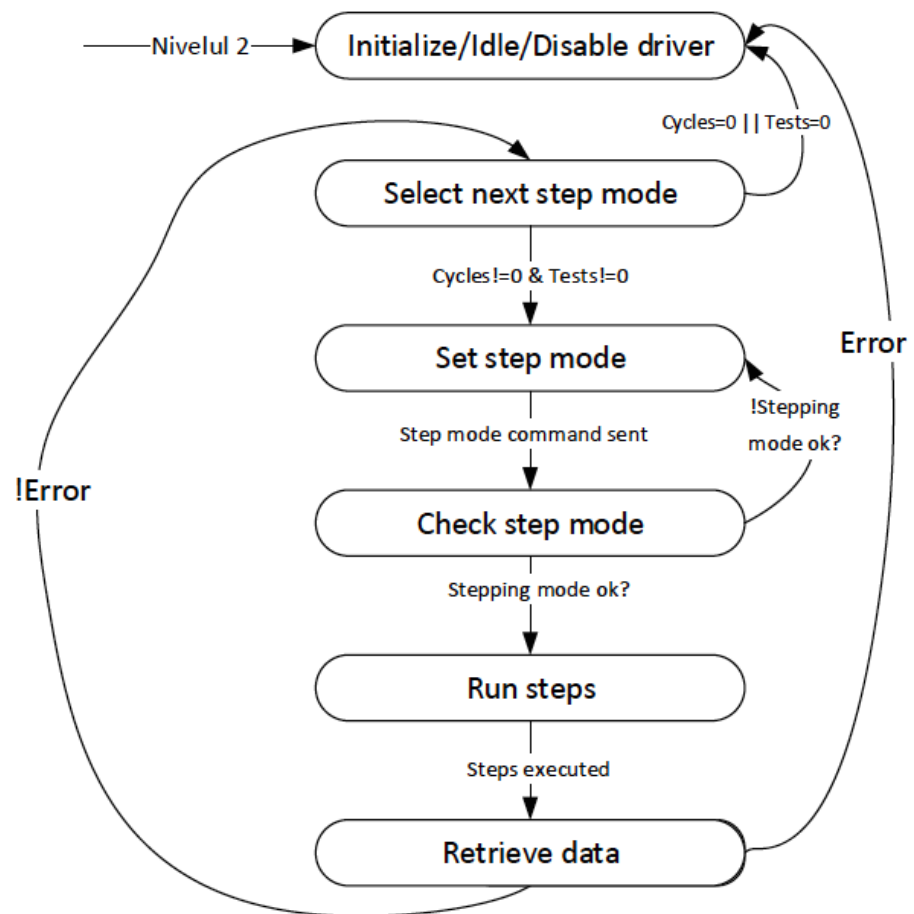 Nivelul 2
Initialize/Idle/Disable driver
Cycles=0 || Tests=0
Select next step mode
Cycles!=0 & Tests!=0
Set step mode
Error
!Stepping
mode ok?
Step mode command sent
!Error
Check step mode
Stepping mode ok?
Run steps
Steps executed
Retrieve data